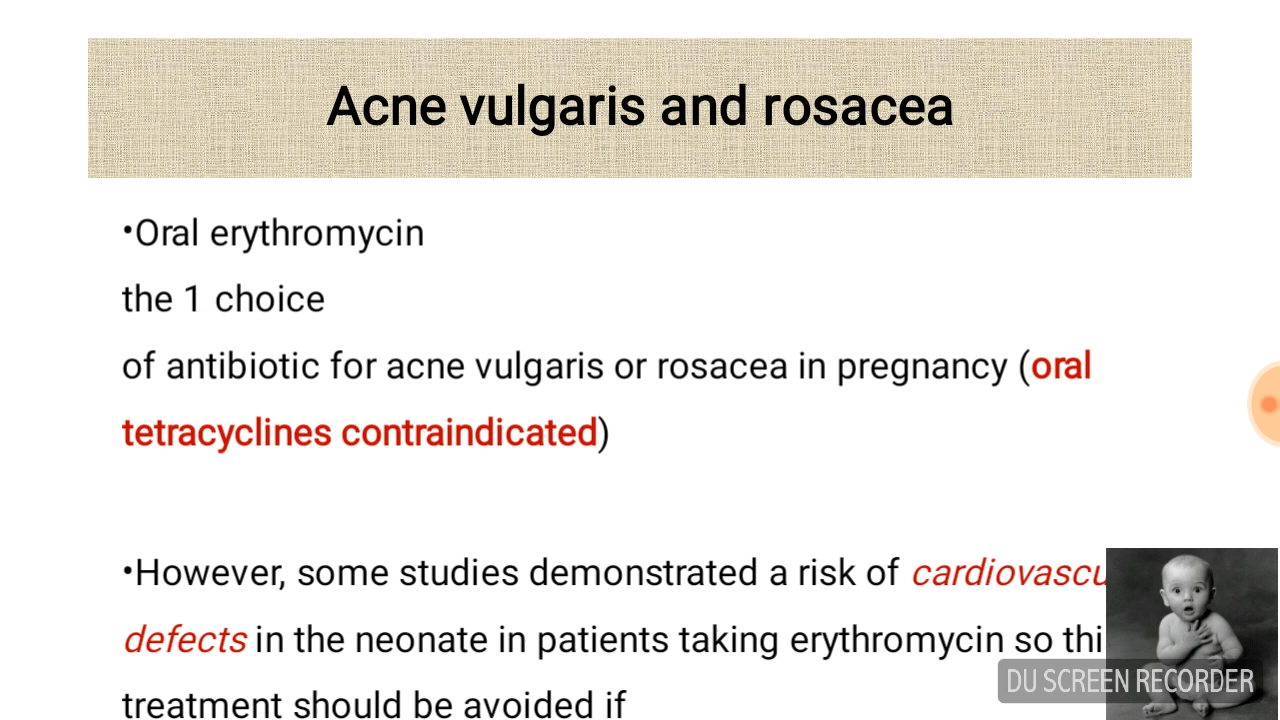 Acne vulgaris and rosacea
•Oral erythromycin
the 1 choice
of antibiotic for acne vulgaris or rosacea in pregnancy (oral
tetracyclines contraindicated)
•However, some studies demonstrated a risk of cardiovascu
defects in the neonate in patients taking erythromycin so thi
treatment should be avoided if
DU SCREEN RECORDER